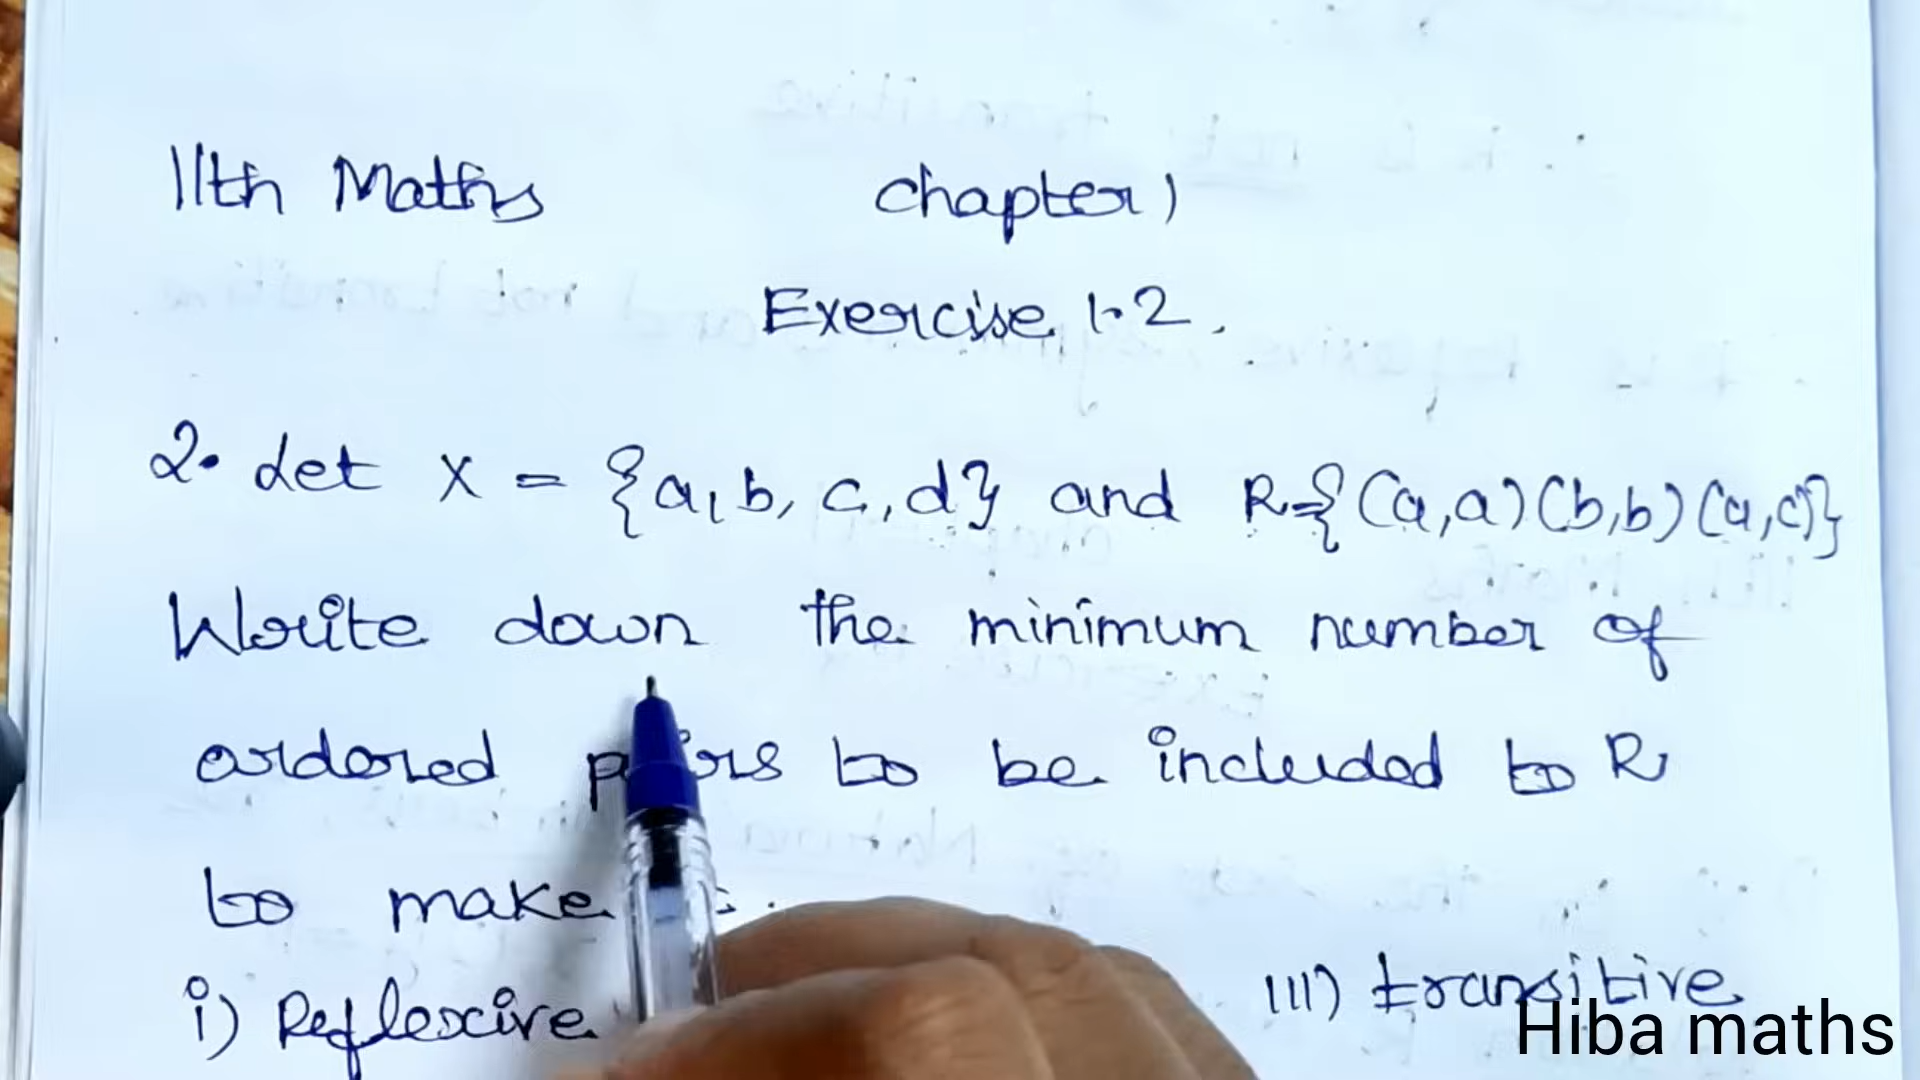 11th Maths chapter 1
Exercise 1.2.
2. Let X = {a, b, c, d} and R={(a,a)(b,b)(a,c)}
Write down the minimum number of
ordered to be included to R
to make
i) Reflexive III) transitive
Hiba maths